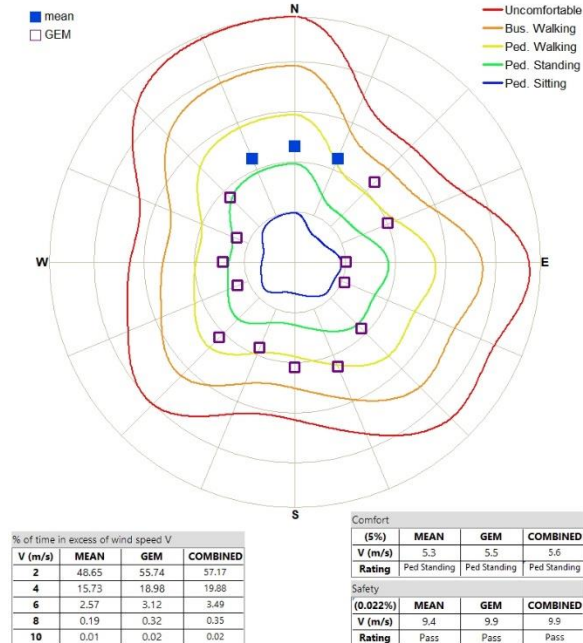 mean
GEM
Uncomfortable
Bus. Walking
Ped. Walking
Ped. Standing
Ped. Sitting
N
W
E
S
% of time in excess of wind speed V
V (m/s) MEAN GEM COMBINED
2 48.65 55.74 57.17
4 15.73 18.98 19.88
6 2.57 3.12 3.49
8 0.19 0.32 0.35
10 0.01 0.02 0.02
Comfort
(5%) MEAN GEM COMBINED
V (m/s) 5.3 5.5 5.6
Rating Ped Standing Ped Standing Ped Standing
Safety
(0.022%) MEAN GEM COMBINED
V (m/s) 9.4 9.9 9.9
Rating Pass Pass Pass